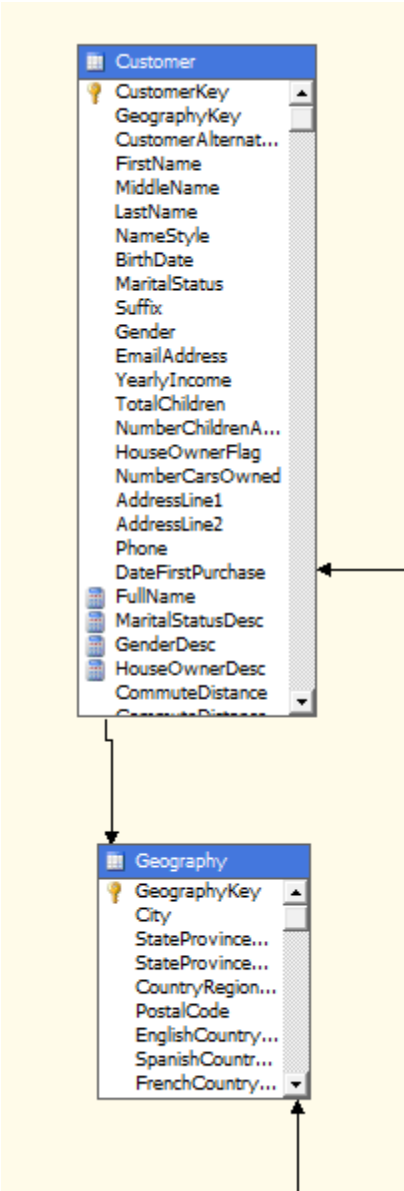 Customer
CustomerKey
GeographyKey
CustomerAlternat...
FirstName
MiddleName
LastName
NameStyle
BirthDate
MaritalStatus
Suffix
Gender
EmailAddress
YearlyIncome
TotalChildren
NumberChildrenA...
HouseOwnerFlag
NumberCarsOwned
AddressLine1
AddressLine2
Phone
DateFirstPurchase
FullName
MaritalStatusDesc
GenderDesc
HouseOwnerDesc
CommuteDistance
Geography
GeographyKey
City
StateProvince...
StateProvince...
CountryRegion...
PostalCode
EnglishCountry...
SpanishCountr...
FrenchCountry...